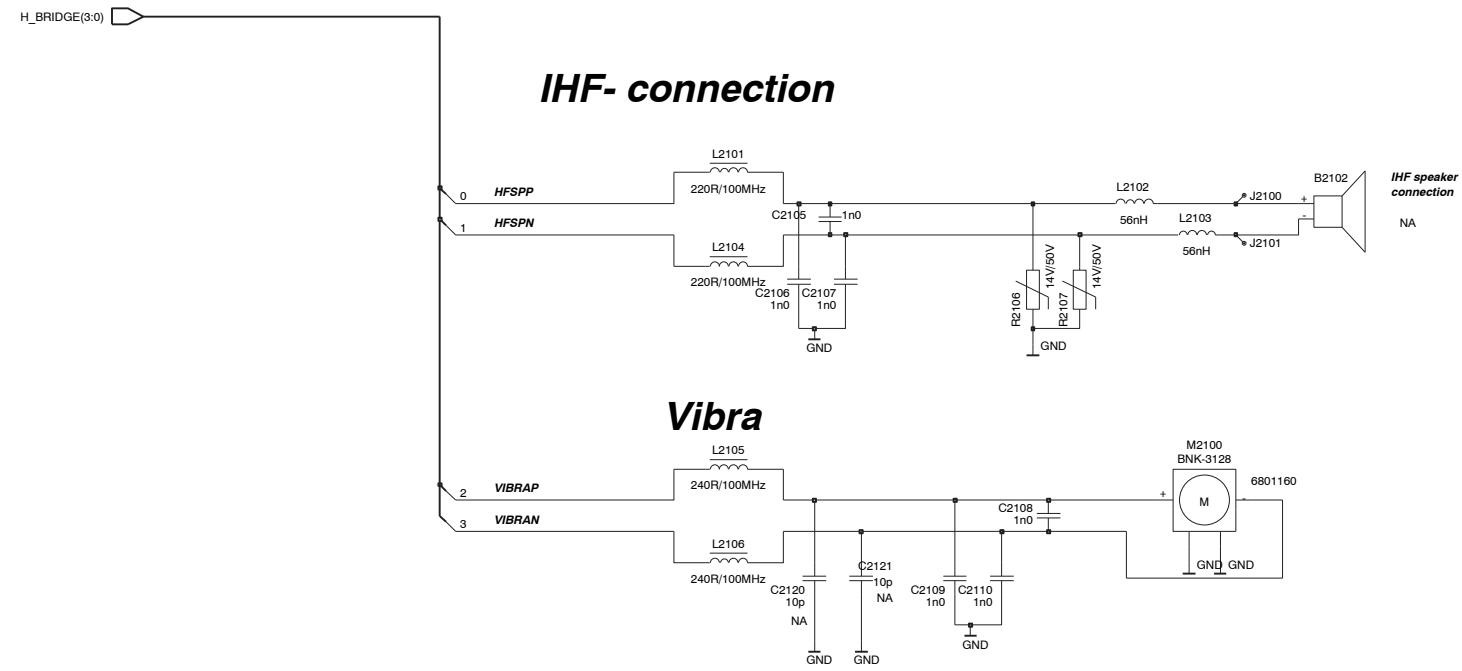 H_BRIDGE(3:0)
IHF- connection
L2101
220R/100MHz
0 HFSPP
1 HFSPN
C2105 1n0
L2104
220R/100MHz
C2106
1n0
C2107
1n0
GND
L2102
56nH
L2103
56nH
J2100
J2101
B2102
+
-
IHF speaker
connection
NA
R2106
14V/50V
R2107
14V/50V
GND
Vibra
L2105
240R/100MHz
2 VIBRAP
3 VIBRAN
L2106
240R/100MHz
C2120
10p
NA
GND
C2121
10p
NA
GND
C2109
1n0
C2110
1n0
GND
C2108
1n0
M2100
BNK-3128
6801160
+
M
-
GND
GND